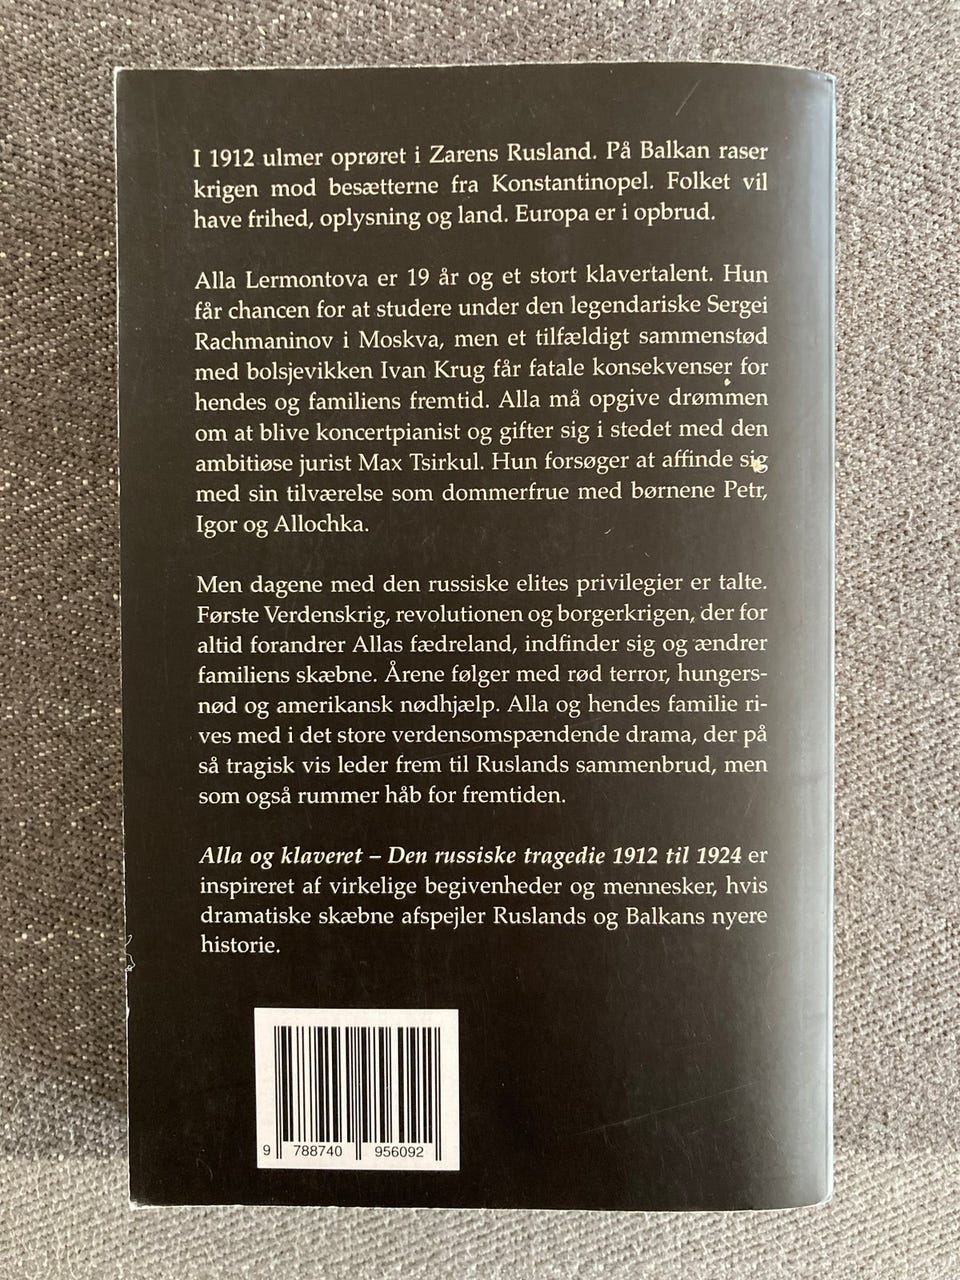 I 1912 ulmer oprøret i Zarens Rusland. På Balkan raser
krigen mod besætterne fra Konstantinopel. Folket vil
have frihed, oplysning og land. Europa er i opbrud.
Alla Lermontova er 19 år og et stort klavertalent. Hun
får chancen for at studere under den legendariske Sergei
Rachmaninov i Moskva, men et tilfældigt sammenstød
med bolsjevikken Ivan Krug får fatale konsekvenser for
hendes og familiens fremtid. Alla må opgive drømmen
om at blive koncertpianist og gifter sig i stedet med den
ambitiøse jurist Max Tsirkul. Hun forsøger at affinde sig
med sin tilværelse som dommerfrue med børnene Petr,
Igor og Allochka.
Men dagene med den russiske elites privilegier er talte.
Første Verdenskrig, revolutionen og borgerkrigen, der for
altid forandrer Allas fædreland, indfinder sig og ændrer
familiens skæbne. Årene følger med rød terror, hungers-
nød og amerikansk nødhjælp. Alla og hendes familie ri-
ves med i det store verdensomspændende drama, der på
så tragisk vis leder frem til Ruslands sammenbrud, men
som også rummer håb for fremtiden.
Alla og klaveret – Den russiske tragedie 1912 til 1924 er
inspireret af virkelige begivenheder og mennesker, hvis
dramatiske skæbne afspejler Ruslands og Balkans nyere
historie.
9 788740 956092